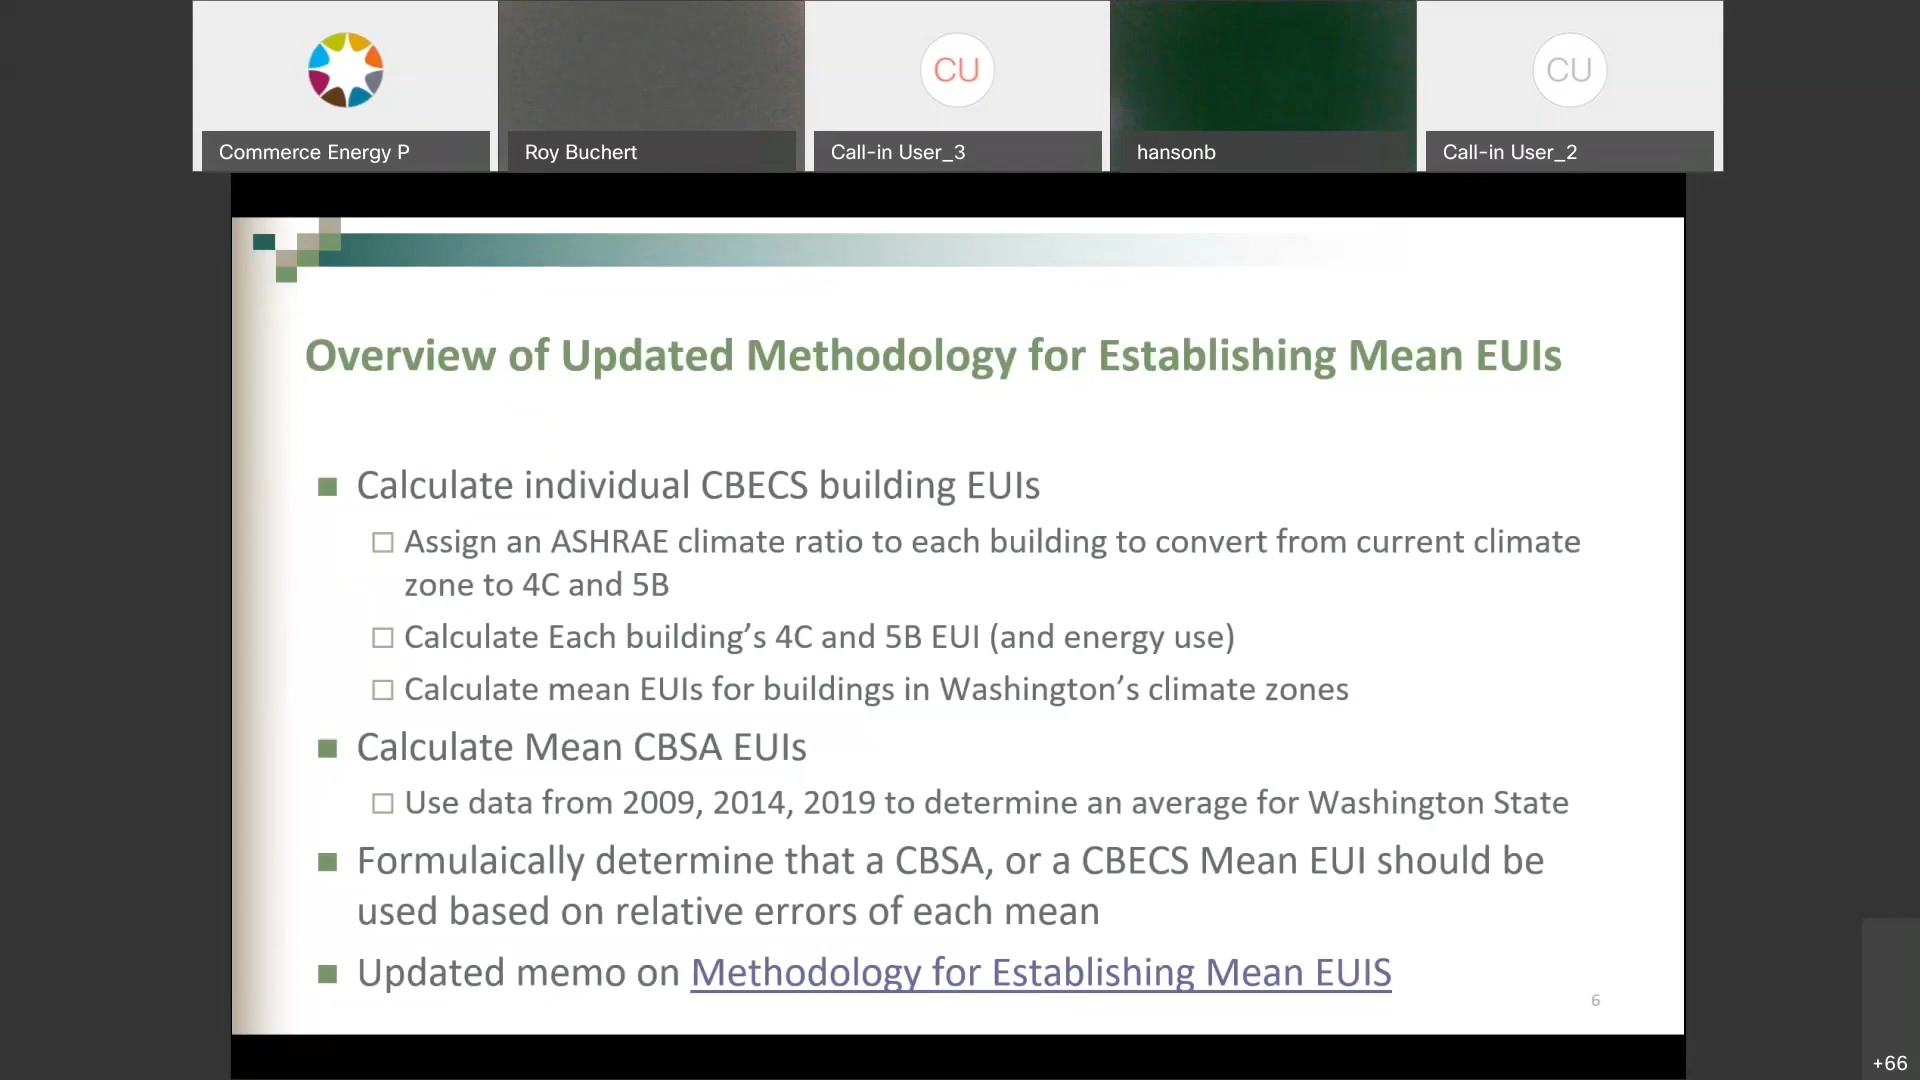 CU
CU
Commerce Energy P
Roy Buchert
Call-in User_3
hansonb
Call-in User_2
Overview of Updated Methodology for Establishing Mean EUIs
Calculate individual CBECS building EUIs
Assign an ASHRAE climate ratio to each building to convert from current climate
zone to 4C and 5B
Calculate Each building’s 4C and 5B EUI (and energy use)
Calculate mean EUIs for buildings in Washington’s climate zones
Calculate Mean CBSA EUIs
Use data from 2009, 2014, 2019 to determine an average for Washington State
Formulaically determine that a CBSA, or a CBECS Mean EUI should be
used based on relative errors of each mean
Updated memo on Methodology for Establishing Mean EUIS
6
+66